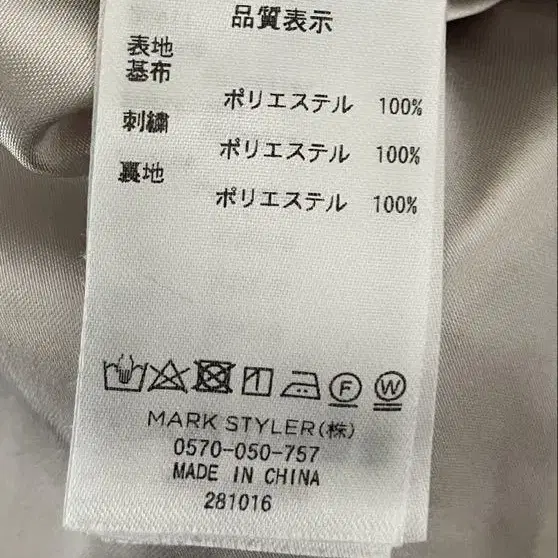 品質表示
表地
基布
ポリエステル 100%
刺繍
ポリエステル 100%
裏地
ポリエステル 100%
F W
MARK STYLER(株)
0570-050-757
MADE IN CHINA
281016